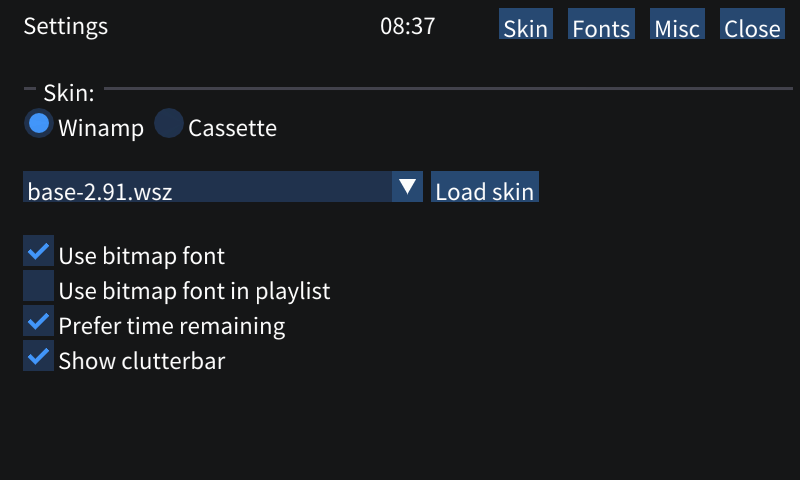 Settings 08:37 Skin Fonts Misc Close
Skin:
Winamp Cassette
base-2.91.wsz Load skin
Use bitmap font
Use bitmap font in playlist
Prefer time remaining
Show clutterbar